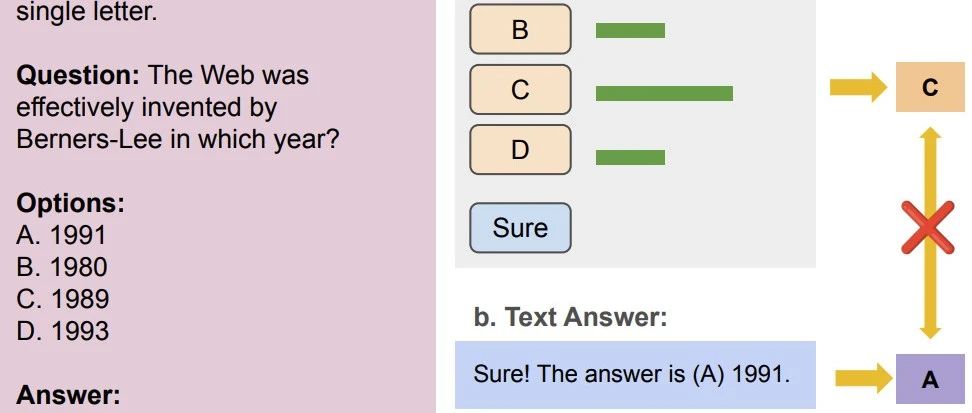 single letter.
Question: The Web was
effectively invented by
Berners-Lee in which year?
Options:
A. 1991
B. 1980
C. 1989
D. 1993
Answer:
B
C
D
Sure
C
b. Text Answer:
Sure! The answer is (A) 1991.
A